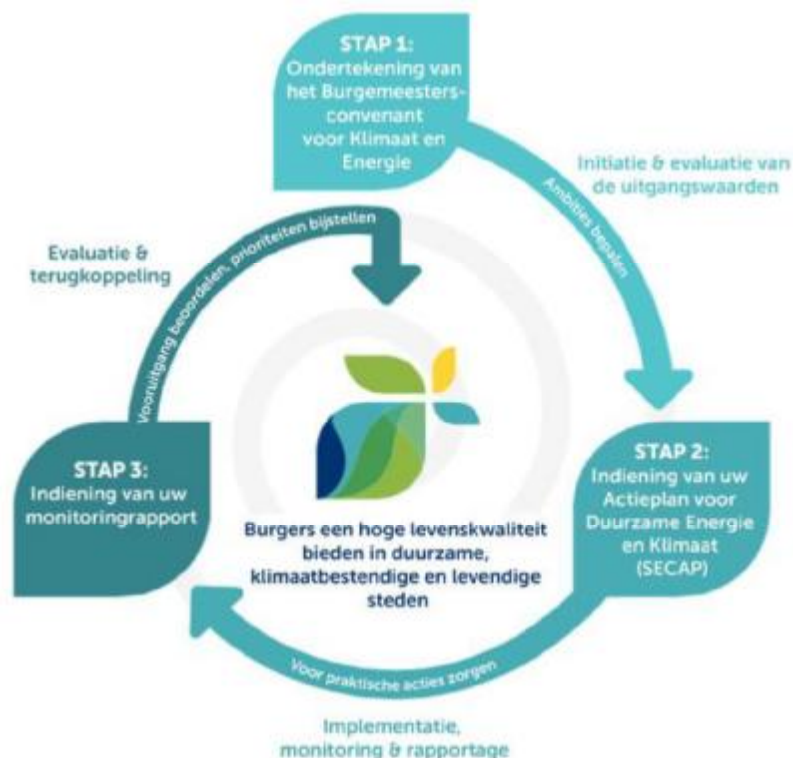 STAP 1:
Ondertekening van
het Burgemeesters-
convenant
voor Klimaat en
Energie
Initiatie & evaluatie van
de uitgangswaarden
Ambities bepalen
STAP 2:
Indiening van uw
Actieplan voor
Duurzame Energie
en Klimaat
(SECAP)
Voor praktische acties zorgen
Implementatie,
monitoring & rapportage
STAP 3:
Indiening van uw
monitoringrapport
Vooruitgang beoordelen, prioriteiten bijstellen
Evaluatie &
terugkoppeling
Burgers een hoge levenskwaliteit
bieden in duurzame,
klimaatbestendige en levendige
steden